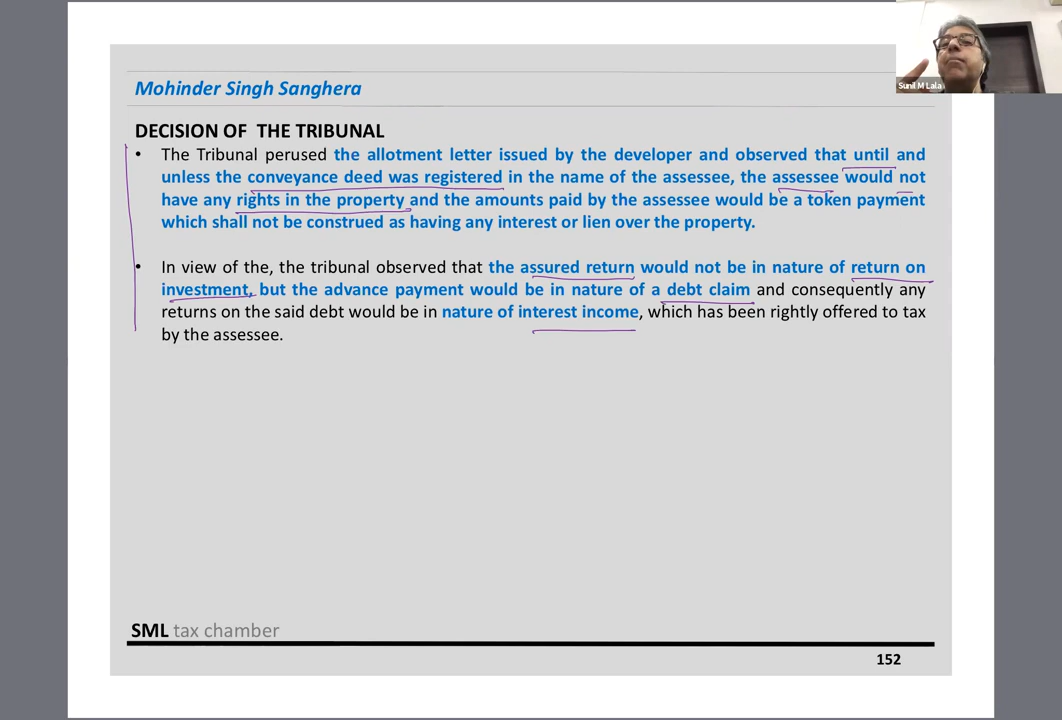 Sunil M Lala
Mohinder Singh Sanghera
DECISION OF THE TRIBUNAL
• The Tribunal perused the allotment letter issued by the developer and observed that until and
unless the conveyance deed was registered in the name of the assessee, the assessee would not
have any rights in the property and the amounts paid by the assessee would be a token payment
which shall not be construed as having any interest or lien over the property.
• In view of the, the tribunal observed that the assured return would not be in nature of return on
investment, but the advance payment would be in nature of a debt claim and consequently any
returns on the said debt would be in nature of interest income, which has been rightly offered to tax
by the assessee.
SML tax chamber
152